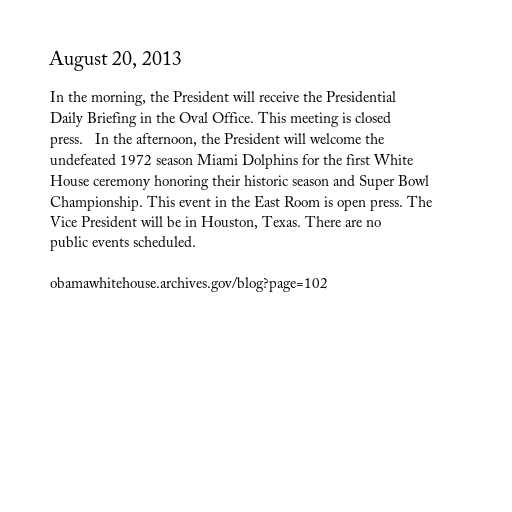 August 20, 2013
In the morning, the President will receive the Presidential
Daily Briefing in the Oval Office. This meeting is closed
press.   In the afternoon, the President will welcome the
undefeated 1972 season Miami Dolphins for the first White
House ceremony honoring their historic season and Super Bowl
Championship. This event in the East Room is open press. The
Vice President will be in Houston, Texas. There are no
public events scheduled.
obamawhitehouse.archives.gov/blog?page=102